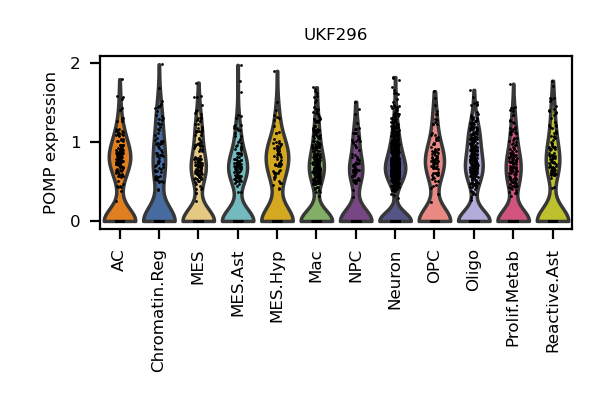 UKF296
POMP expression
2
1
0
AC
Chromatin.Reg
MES
MES.Ast
MES.Hyp
Mac
NPC
Neuron
OPC
Oligo
Prolif.Metab
Reactive.Ast